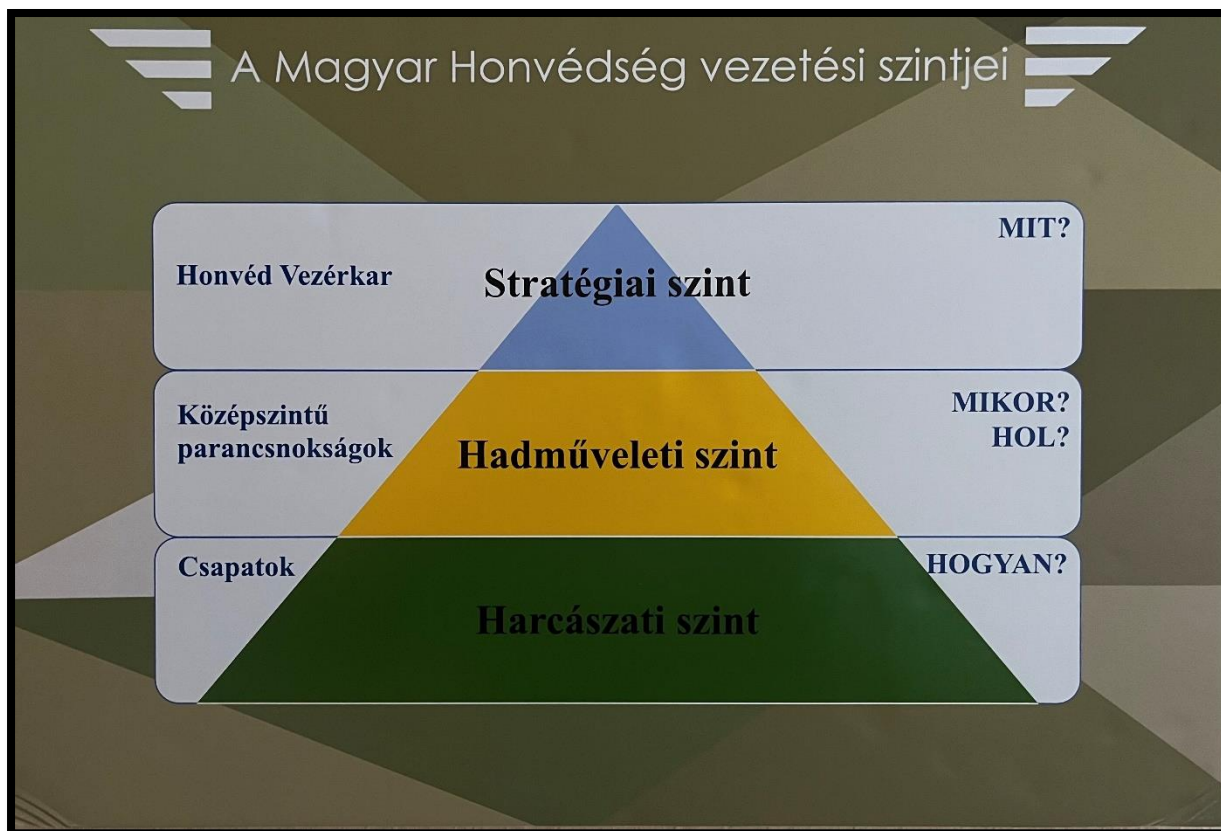 A Magyar Honvédség vezetési szintjei
MIT?
Honvéd Vezérkar
Stratégiai szint
MIKOR?
HOL?
Középszintű
parancsnokságok
Hadműveleti szint
Csapatok
HOGYAN?
Harcászati szint